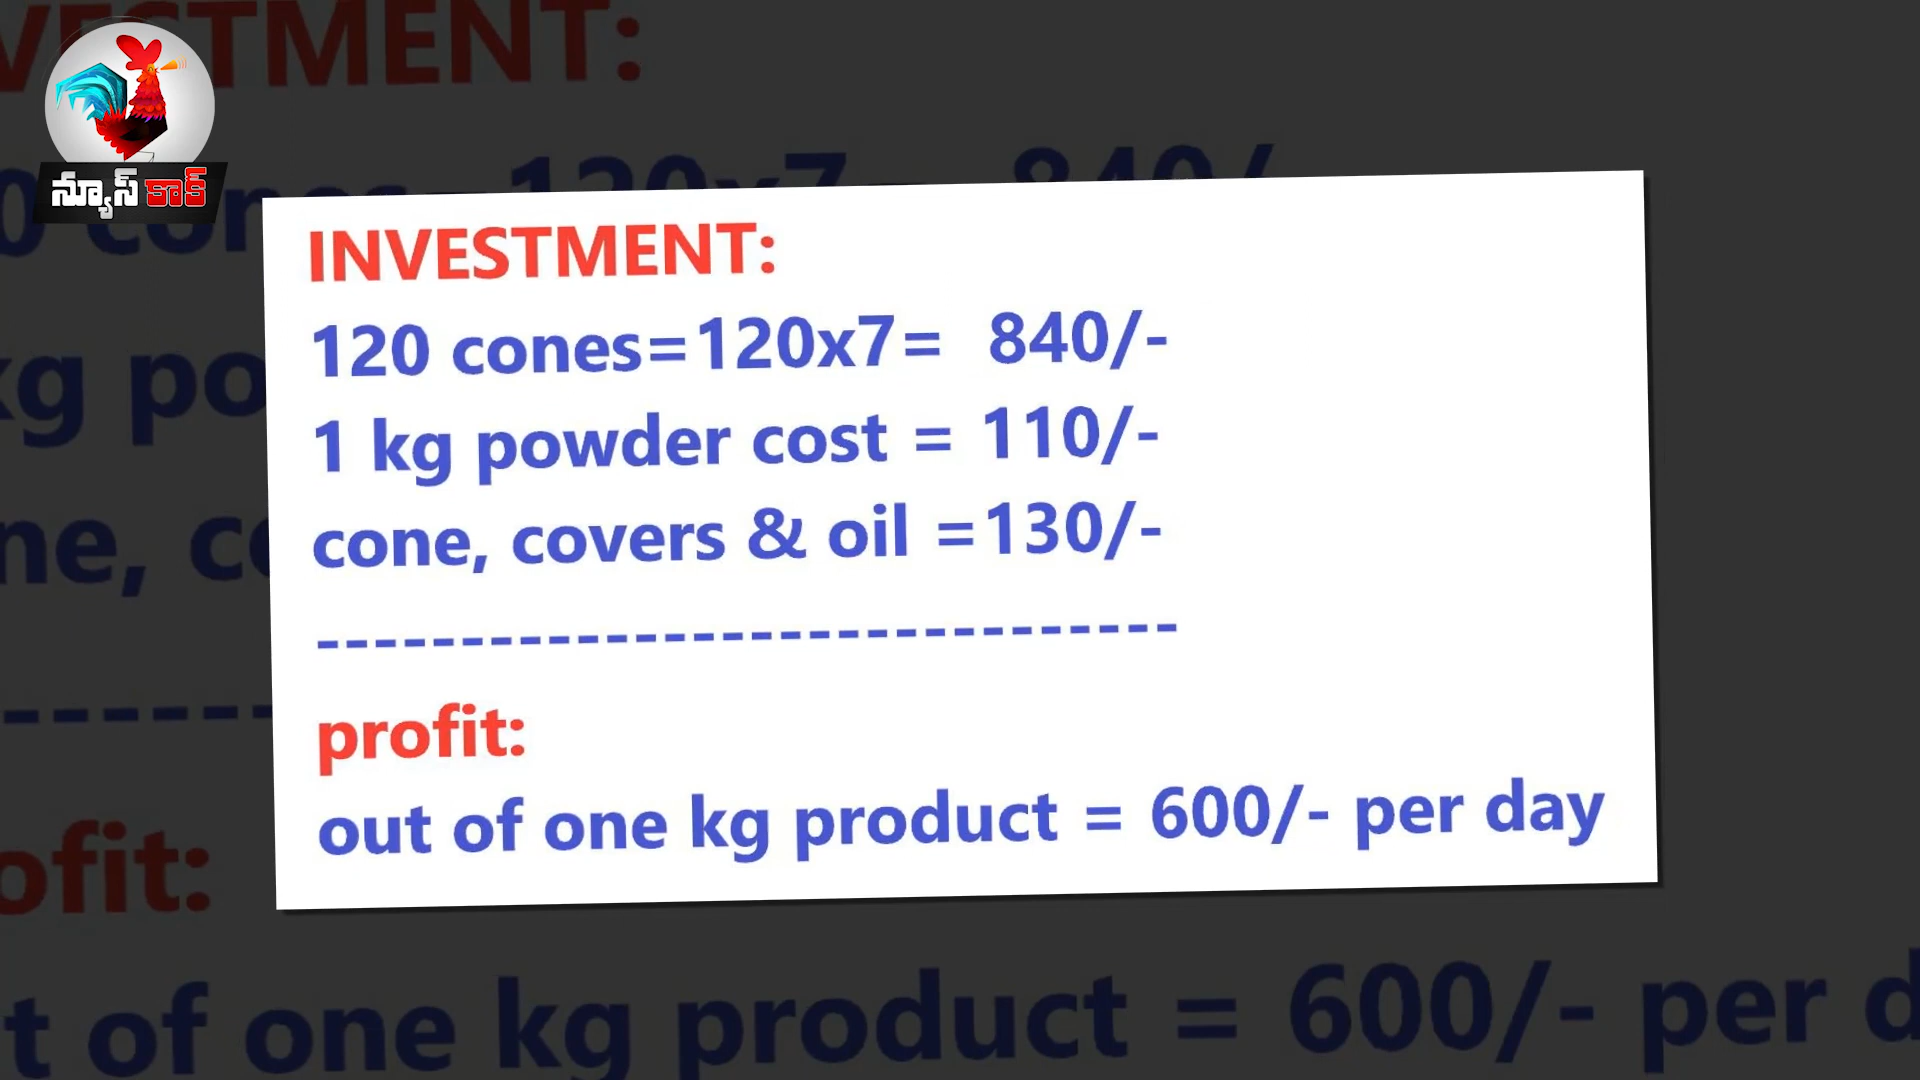 న్యూస్ కాక్
INVESTMENT:
120 cones=120x7= 840/-
1 kg powder cost = 110/-
cone, covers & oil =130/-
---------------------------------
profit:
out of one kg product = 600/- per day